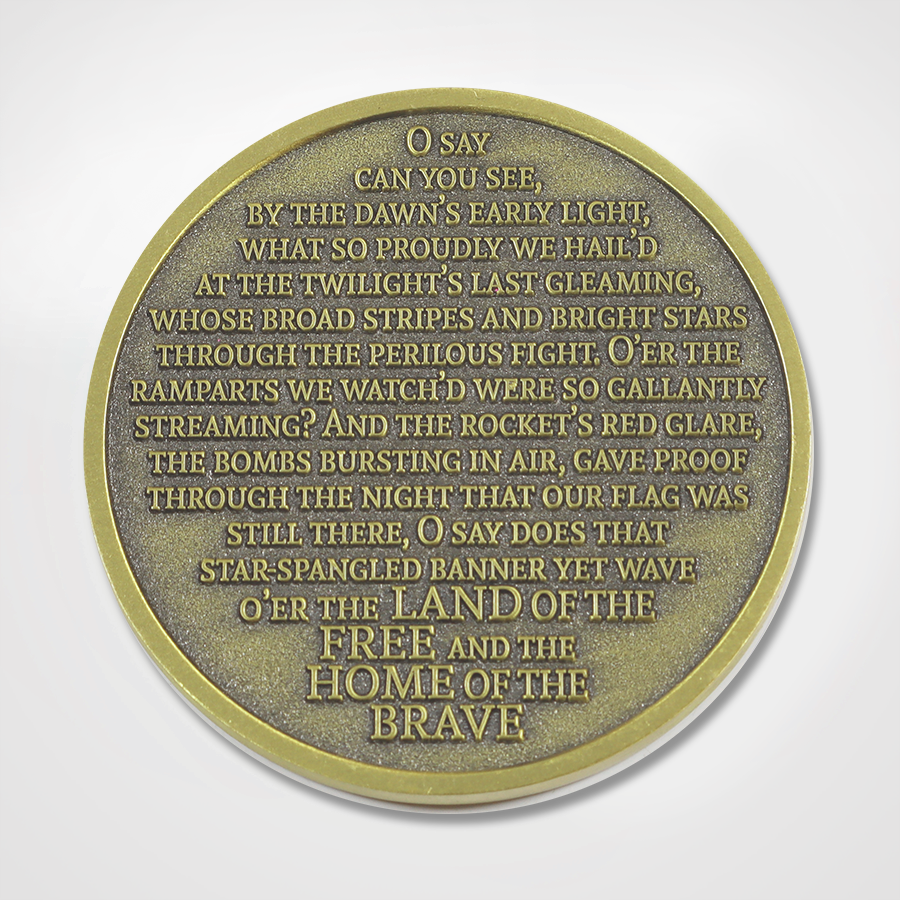 O SAY
CAN YOU SEE,
BY THE DAWN'S EARLY LIGHT,
WHAT SO PROUDLY WE HAIL'D
AT THE TWILIGHT'S LAST GLEAMING,
WHOSE BROAD STRIPES AND BRIGHT STARS
THROUGH THE PERILOUS FIGHT. O'ER THE
RAMPARTS WE WATCH'D WERE SO GALLANTLY
STREAMING? AND THE ROCKET'S RED GLARE,
THE BOMBS BURSTING IN AIR, GAVE PROOF
THROUGH THE NIGHT THAT OUR FLAG WAS
STILL THERE, O SAY DOES THAT
STAR-SPANGLED BANNER YET WAVE
O'ER THE LAND OF THE
FREE AND THE
HOME OF THE
BRAVE